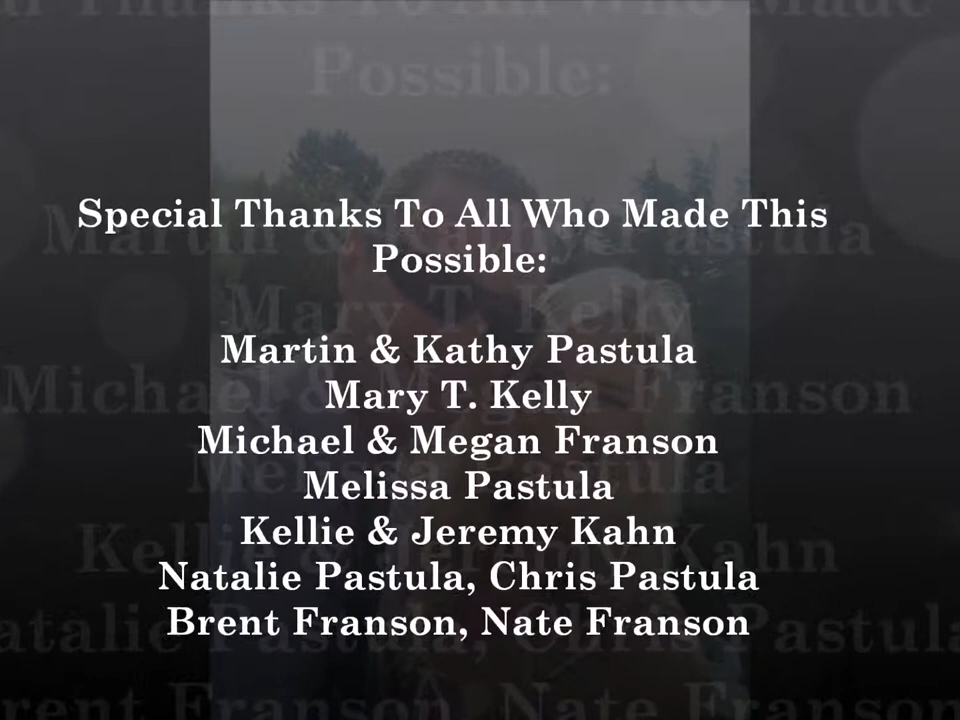 Special Thanks To All Who Made This
Possible:
Martin & Kathy Pastula
Mary T. Kelly
Michael & Megan Franson
Melissa Pastula
Kellie & Jeremy Kahn
Natalie Pastula, Chris Pastula
Brent Franson, Nate Franson